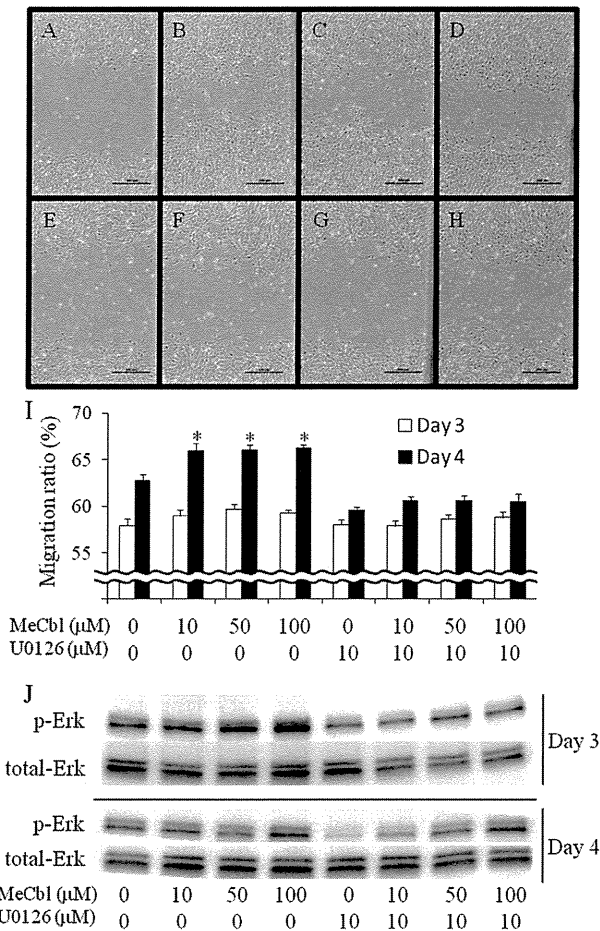 A B C D
E F G H
I
70
65
60
55
Migration ratio (%)
Day 3
Day 4
* * *
MeCbl (μM) 0 10 50 100 0 10 50 100
U0126 (μM) 0 0 0 0 10 10 10 10
J
p-Erk
total-Erk
Day 3
p-Erk
total-Erk
Day 4
MeCbl (μM) 0 10 50 100 0 10 50 100
U0126 (μM) 0 0 0 0 10 10 10 10